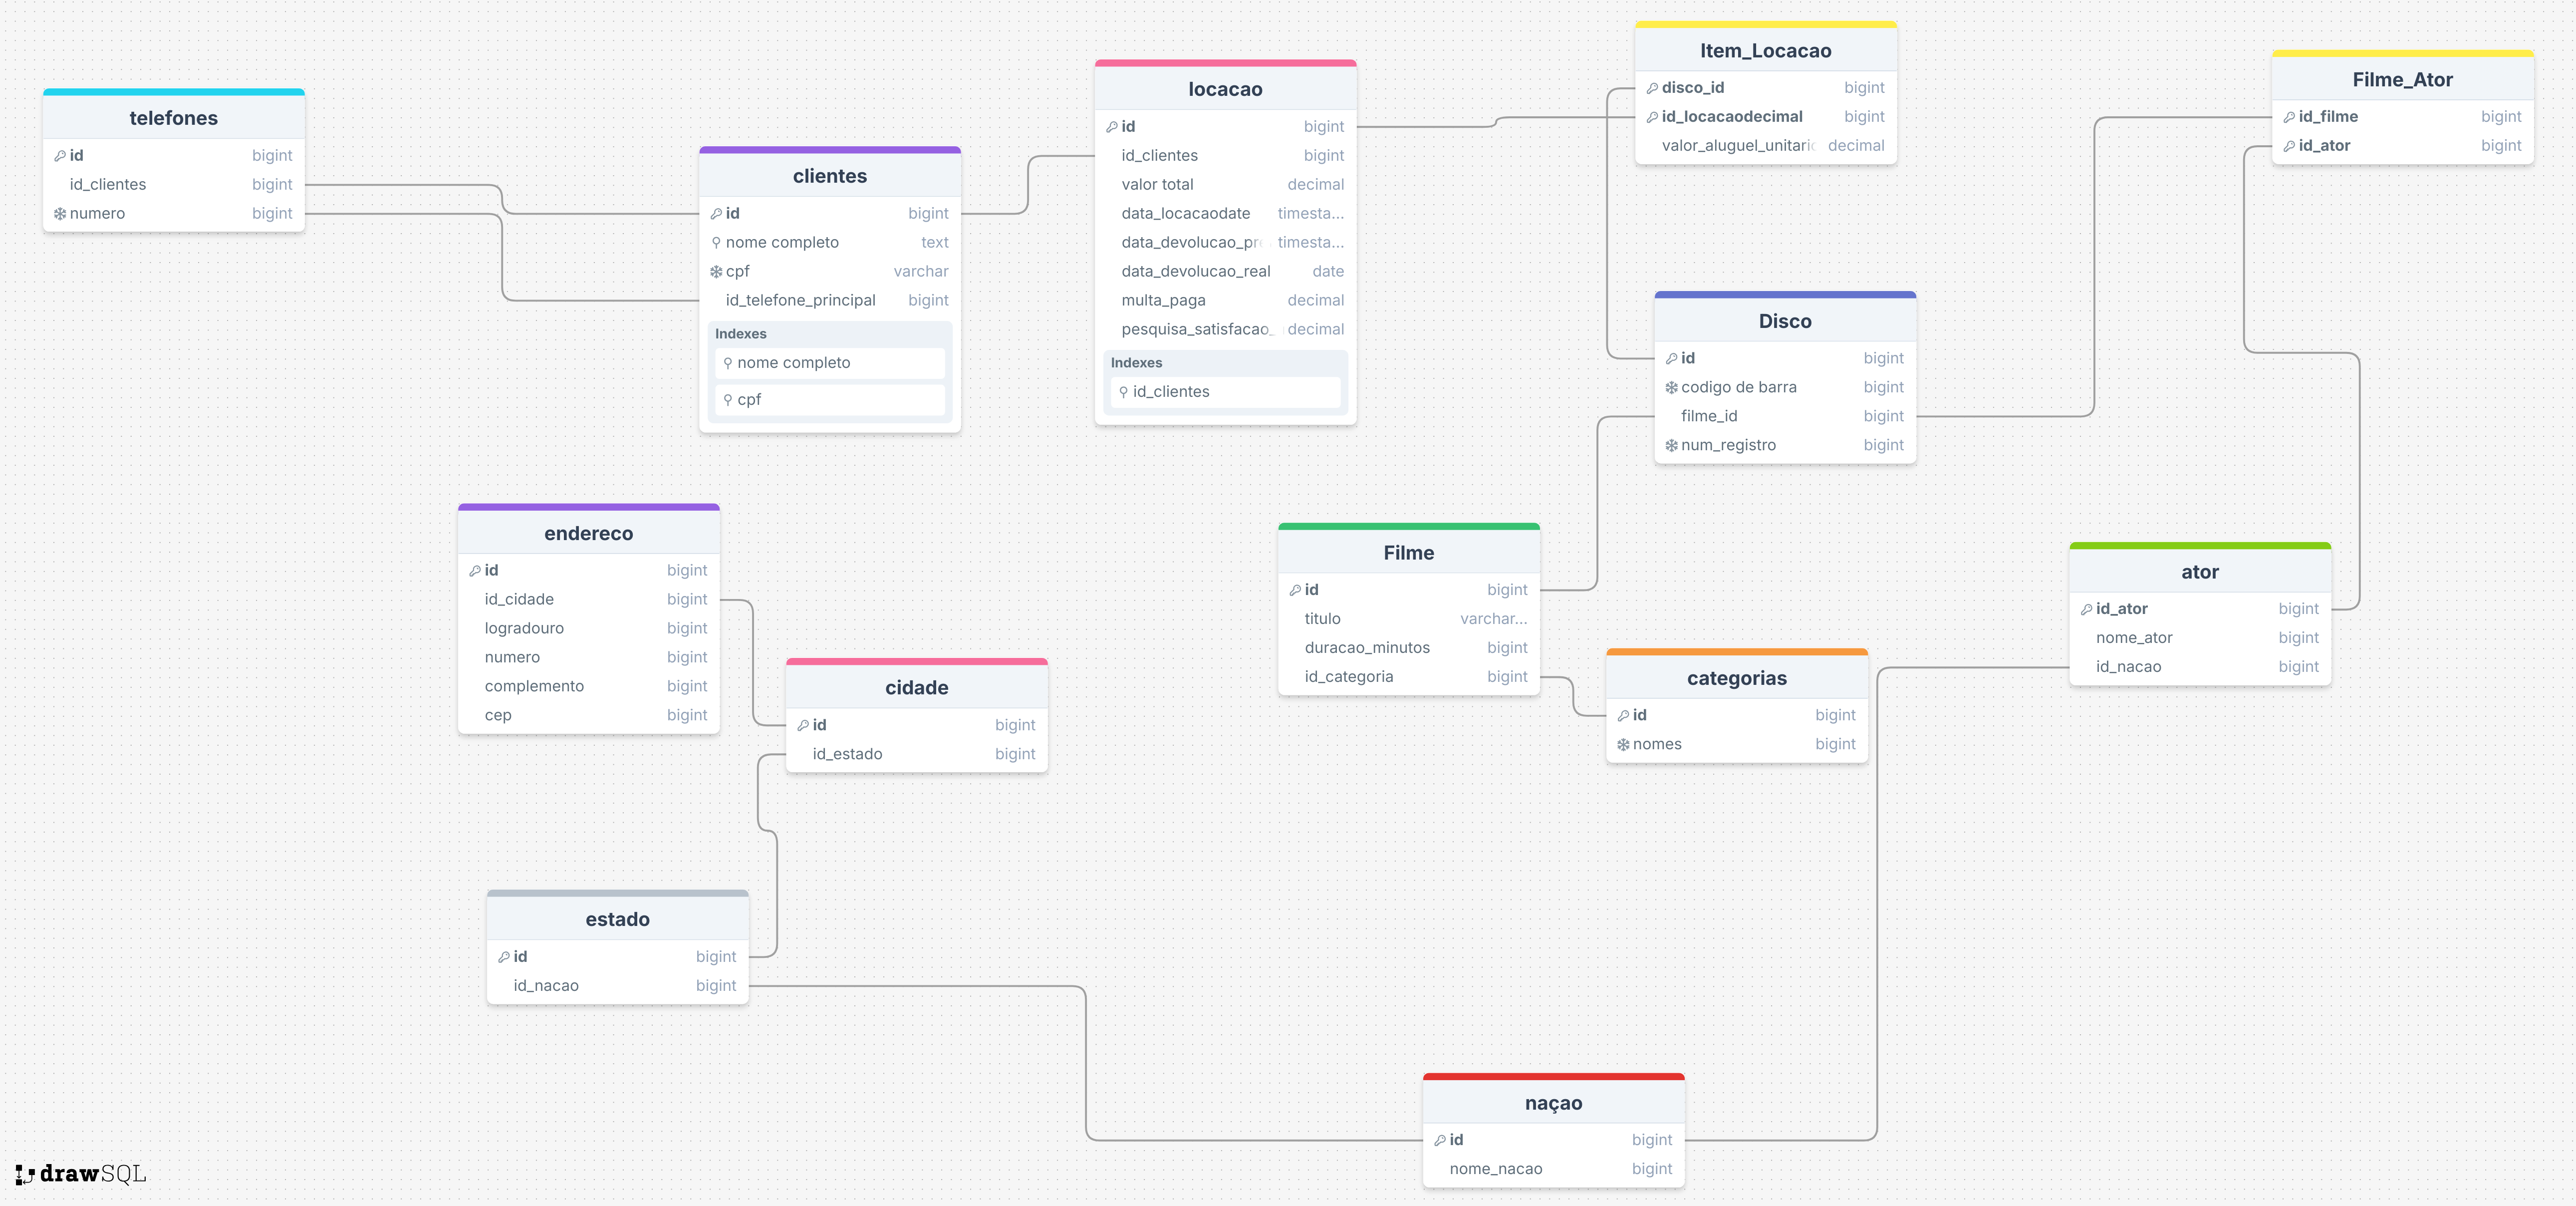 telefones
id bigint
id_clientes bigint
numero bigint
clientes
id bigint
nome completo text
cpf varchar
id_telefone_principal bigint
Indexes
nome completo
cpf
locacao
id bigint
id_clientes bigint
valor total decimal
data_locacaodate timesta...
data_devolucao_pr timesta...
data_devolucao_real date
multa_paga decimal
pesquisa_satisfacao_ decimal
Indexes
id_clientes
Item_Locacao
disco_id bigint
id_locacaodecimal bigint
valor_aluguel_unitari decimal
Filme_Ator
id_filme bigint
id_ator bigint
Disco
id bigint
codigo de barra bigint
filme_id bigint
num_registro bigint
endereco
id bigint
id_cidade bigint
logradouro bigint
numero bigint
complemento bigint
cep bigint
cidade
id bigint
id_estado bigint
Filme
id bigint
titulo varchar...
duracao_minutos bigint
id_categoria bigint
categorias
id bigint
nomes bigint
ator
id_ator bigint
nome_ator bigint
id_nacao bigint
estado
id bigint
id_nacao bigint
naçao
id bigint
nome_nacao bigint
drawSQL